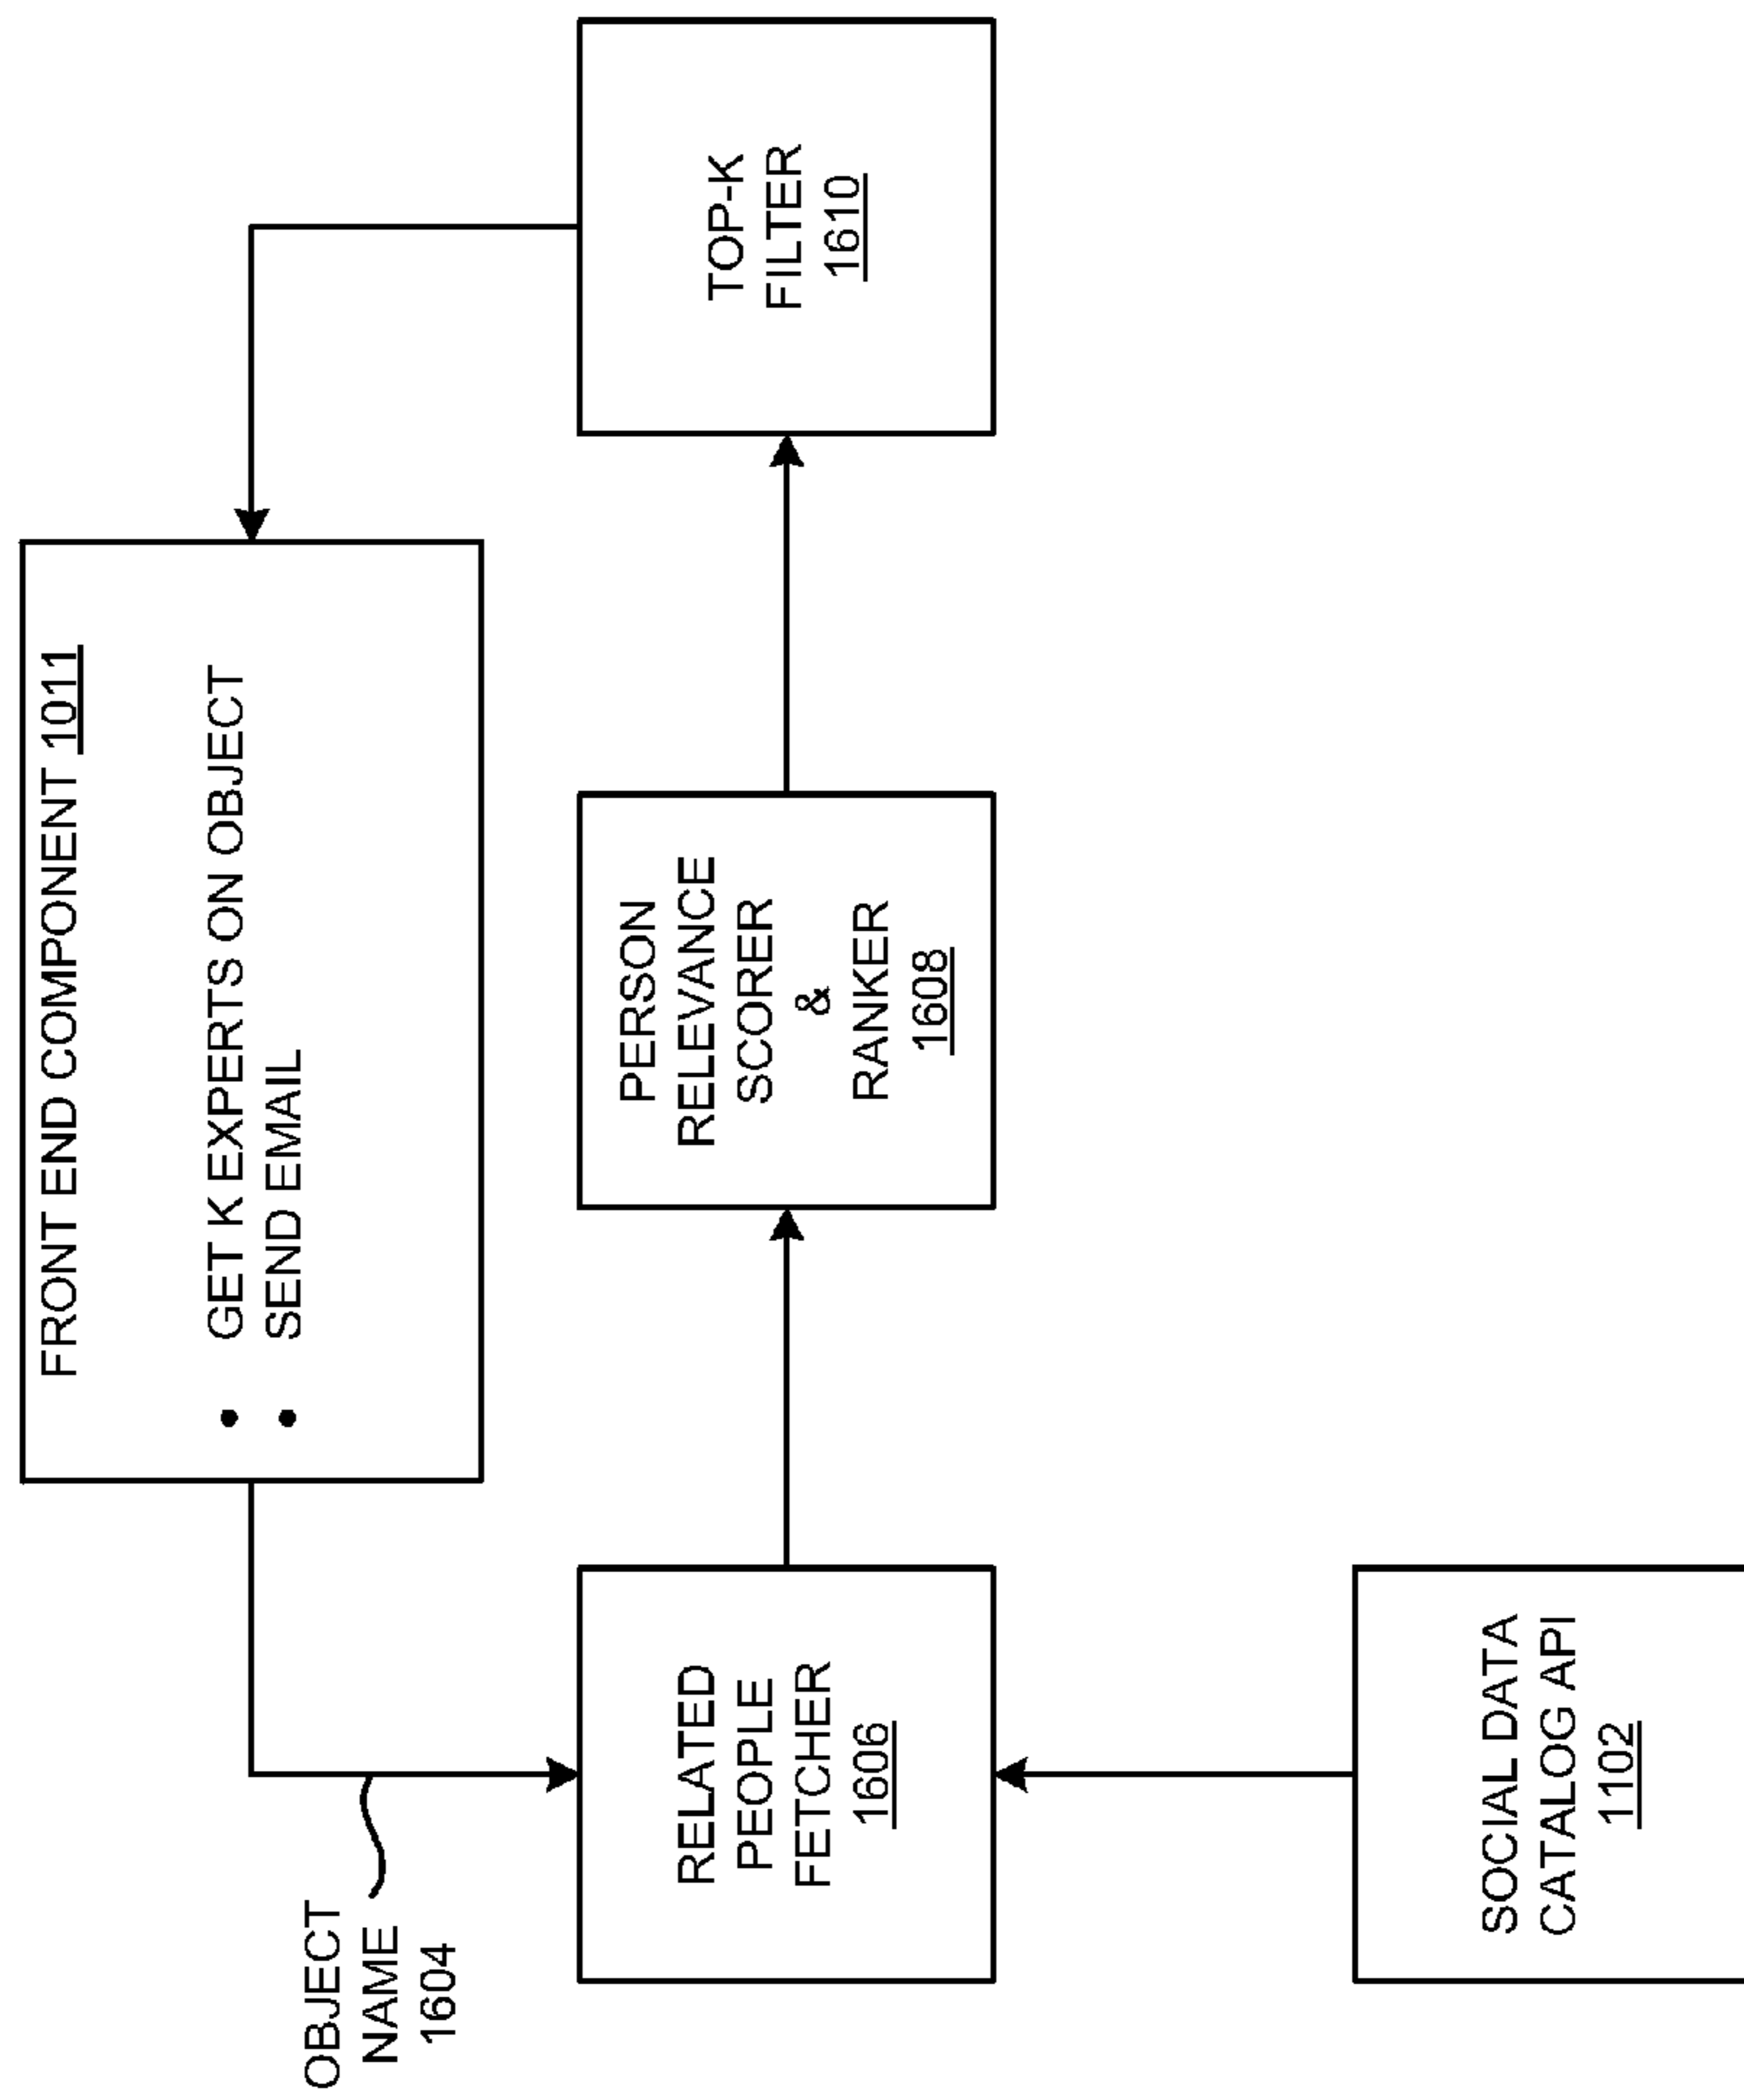 FRONT END COMPONENT 1011
• GET K EXPERTS ON OBJECT
• SEND EMAIL
OBJECT
NAME
1604
RELATED
PEOPLE
FETCHER
1606
PERSON
RELEVANCE
SCORER
&
RANKER
1608
TOP-K
FILTER
1610
SOCIAL DATA
CATALOG API
1102